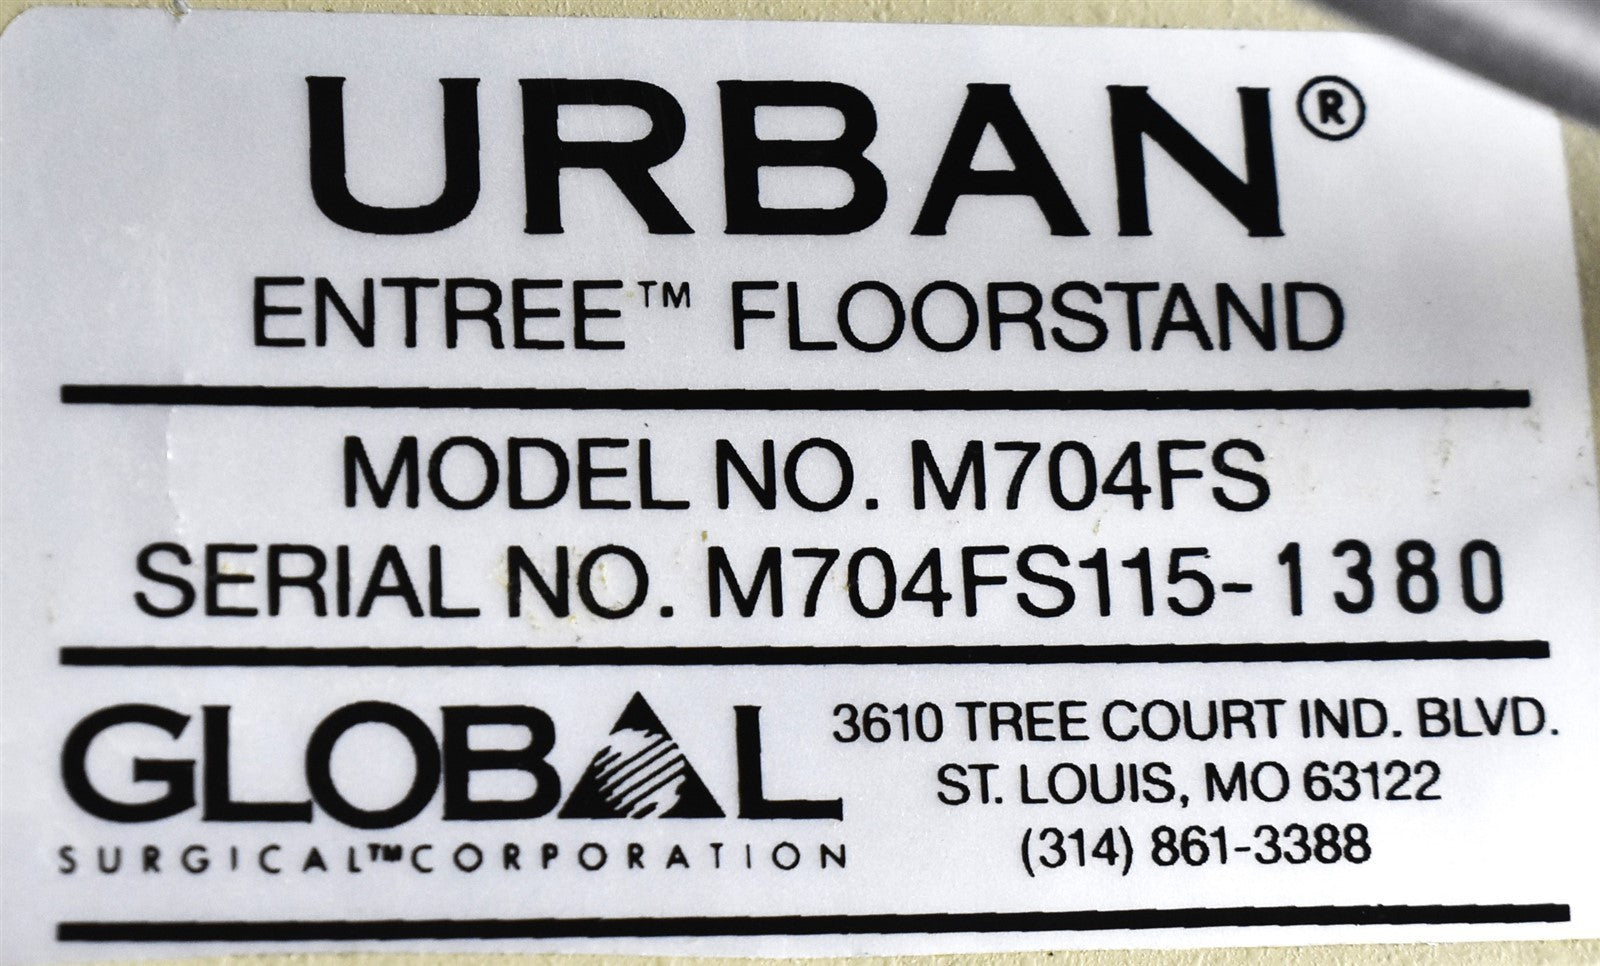 URBAN®
ENTREE™ FLOORSTAND
MODEL NO. M704FS
SERIAL NO. M704FS115-1380
GLOBAL
SURGICAL™CORPORATION
3610 TREE COURT IND. BLVD.
ST. LOUIS, MO 63122
(314) 861-3388